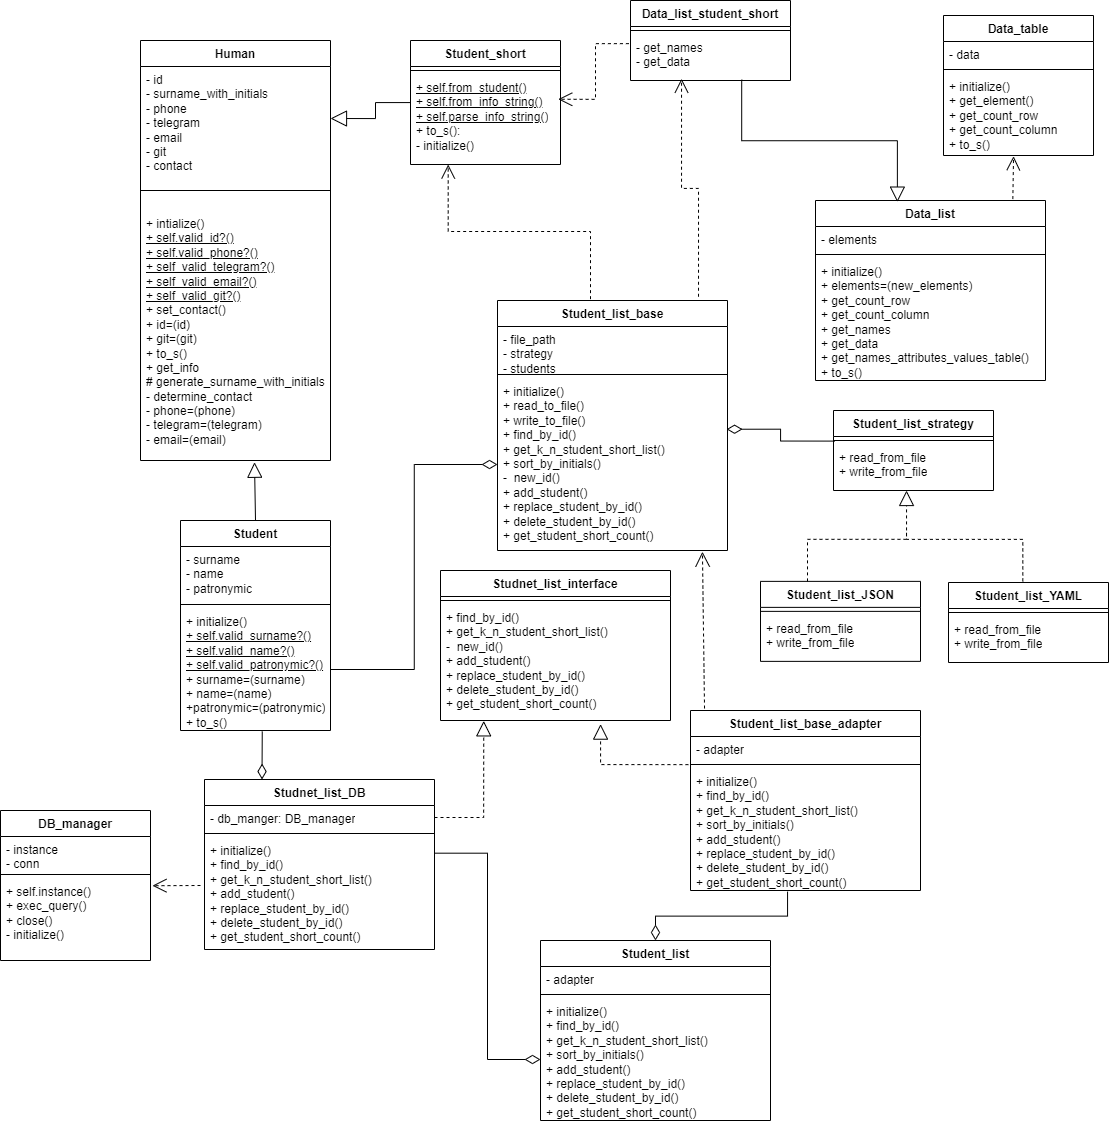 Human
- id
- surname_with_initials
- phone
- telegram
- email
- git
- contact
+ intialize()
+ self.valid_id?()
+ self.valid_phone?()
+ self_valid_telegram?()
+ self_valid_email?()
+ self_valid_git?()
+ set_contact()
+ id=(id)
+ git=(git)
+ to_s()
+ get_info
# generate_surname_with_initials
- determine_contact
- phone=(phone)
- telegram=(telegram)
- email=(email)
Student_short
+ self.from_student()
+ self.from_info_string()
+ self.parse_info_string()
+ to_s():
- initialize()
Data_list_student_short
- get_names
- get_data
Data_table
- data
+ initialize()
+ get_element()
+ get_count_row
+ get_count_column
+ to_s()
Data_list
- elements
+ initialize()
+ elements=(new_elements)
+ get_count_row
+ get_count_column
+ get_names
+ get_data
+ get_names_attributes_values_table()
+ to_s()
Student_list_base
- file_path
- strategy
- students
+ initialize()
+ read_to_file()
+ write_to_file()
+ find_by_id()
+ get_k_n_student_short_list()
+ sort_by_initials()
- new_id()
+ add_student()
+ replace_student_by_id()
+ delete_student_by_id()
+ get_student_short_count()
Student_list_strategy
+ read_from_file
+ write_from_file
Student
- surname
- name
- patronymic
+ initialize()
+ self.valid_surname?()
+ self.valid_name?()
+ self.valid_patronymic?()
+ surname=(surname)
+ name=(name)
+patronymic=(patronymic)
+ to_s()
Studnet_list_interface
+ find_by_id()
+ get_k_n_student_short_list()
- new_id()
+ add_student()
+ replace_student_by_id()
+ delete_student_by_id()
+ get_student_short_count()
Student_list_JSON
+ read_from_file
+ write_from_file
Student_list_YAML
+ read_from_file
+ write_from_file
Student_list_base_adapter
- adapter
+ initialize()
+ find_by_id()
+ get_k_n_student_short_list()
+ sort_by_initials()
+ add_student()
+ replace_student_by_id()
+ delete_student_by_id()
+ get_student_short_count()
Studnet_list_DB
- db_manger: DB_manager
+ initialize()
+ find_by_id()
+ get_k_n_student_short_list()
+ add_student()
+ replace_student_by_id()
+ delete_student_by_id()
+ get_student_short_count()
DB_manager
- instance
- conn
+ self.instance()
+ exec_query()
+ close()
- initialize()
Student_list
- adapter
+ initialize()
+ find_by_id()
+ get_k_n_student_short_list()
+ sort_by_initials()
+ add_student()
+ replace_student_by_id()
+ delete_student_by_id()
+ get_student_short_count()